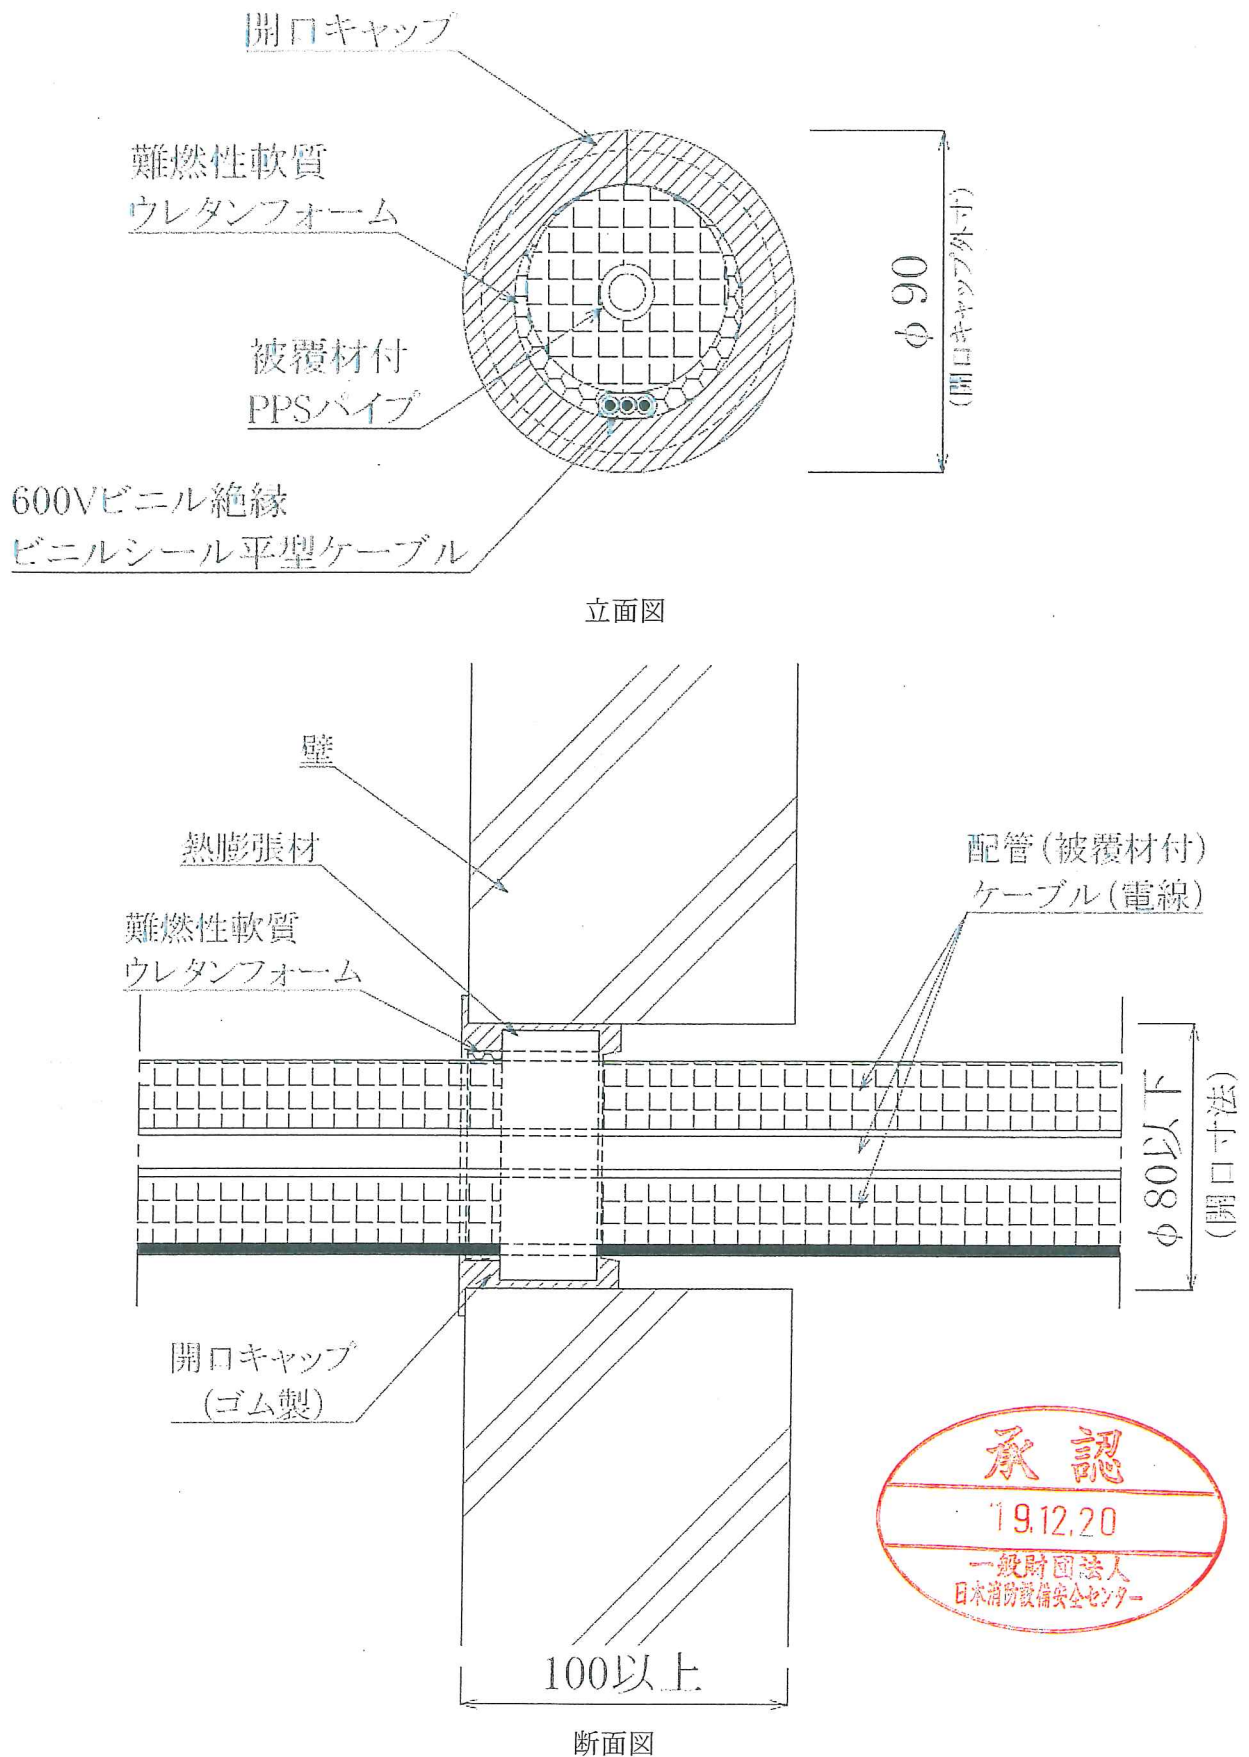 開口キャップ
難燃性軟質
ウレタンフォーム
被覆材付
PPSパイプ
600Vビニル絶縁
ビニルシール平型ケーブル
φ90
(開口キャップ外寸)
立面図
壁
熱膨張材
難燃性軟質
ウレタンフォーム
配管(被覆材付)
ケーブル(電線)
φ80以下
(開口寸法)
開口キャップ
(ゴム製)
承認
'19.12.20
一般財団法人
日本消防設備安全センター
100以上
断面図